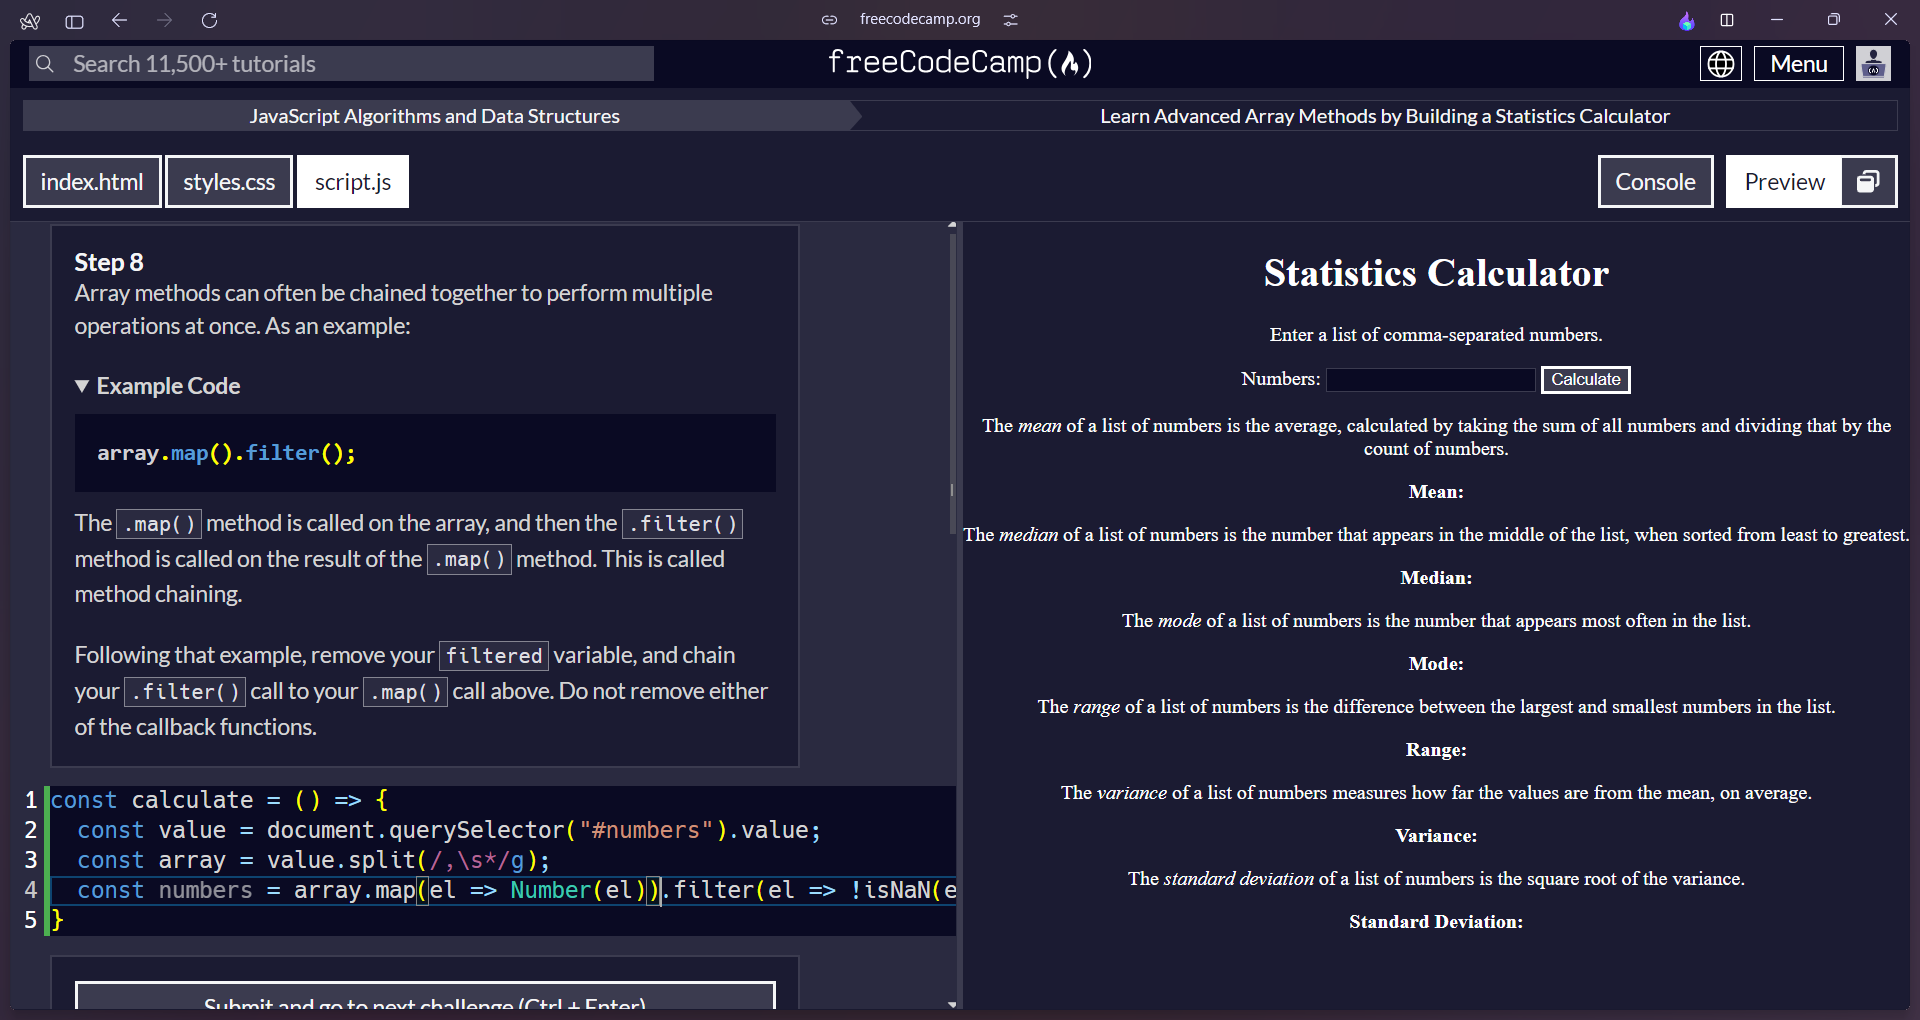 freecodecamp.org
Search 11,500+ tutorials
freeCodeCamp(🔥)
Menu
JavaScript Algorithms and Data Structures
Learn Advanced Array Methods by Building a Statistics Calculator
index.html
styles.css
script.js
Console
Preview
Step 8
Array methods can often be chained together to perform multiple
operations at once. As an example:
▼ Example Code
array.map().filter();
The .map() method is called on the array, and then the .filter()
method is called on the result of the .map() method. This is called
method chaining.
Following that example, remove your filtered variable, and chain
your .filter() call to your .map() call above. Do not remove either
of the callback functions.
1 const calculate = () => {
2 const value = document.querySelector("#numbers").value;
3 const array = value.split(/,\s*/g);
4 const numbers = array.map(el => Number(el)).filter(el => !isNaN(e
5 }
Submit and go to next challenge (Ctrl + Enter)
Statistics Calculator
Enter a list of comma-separated numbers.
Numbers:
Calculate
The mean of a list of numbers is the average, calculated by taking the sum of all numbers and dividing that by the
count of numbers.
Mean:
The median of a list of numbers is the number that appears in the middle of the list, when sorted from least to greatest.
Median:
The mode of a list of numbers is the number that appears most often in the list.
Mode:
The range of a list of numbers is the difference between the largest and smallest numbers in the list.
Range:
The variance of a list of numbers measures how far the values are from the mean, on average.
Variance:
The standard deviation of a list of numbers is the square root of the variance.
Standard Deviation: